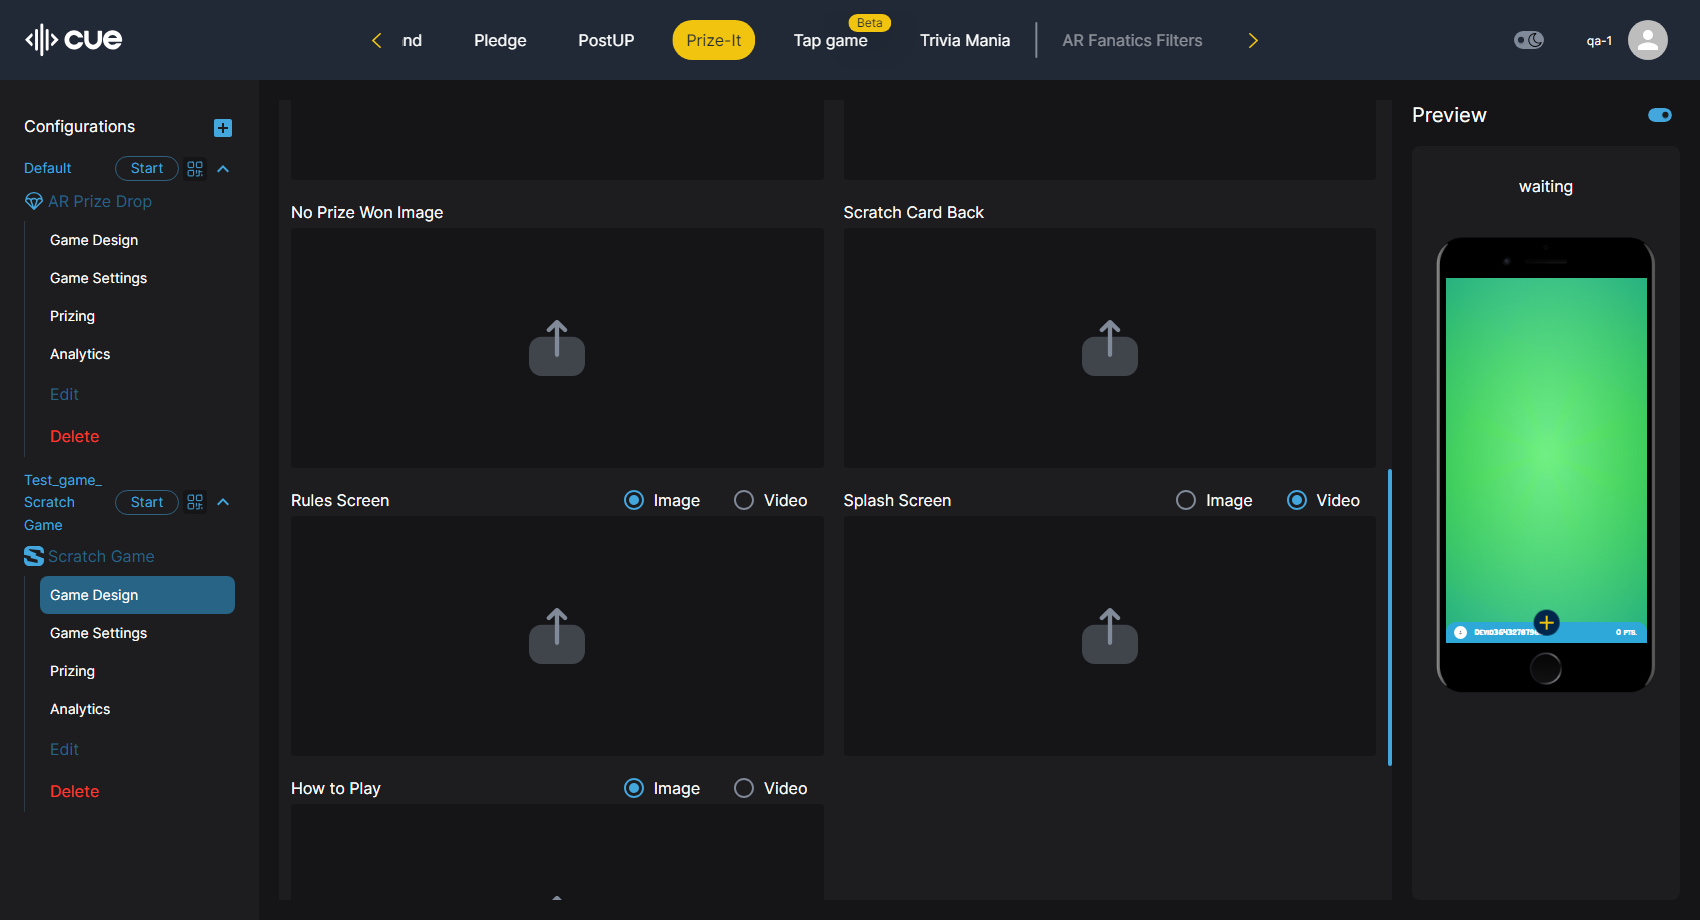 cue
nd
Pledge
PostUP
Prize-It
Tap game
Beta
Trivia Mania
AR Fanatics Filters
qa-1
Configurations
Default
Start
AR Prize Drop
Game Design
Game Settings
Prizing
Analytics
Edit
Delete
Test_game_
Scratch
Game
Start
Scratch Game
Game Design
Game Settings
Prizing
Analytics
Edit
Delete
No Prize Won Image
Scratch Card Back
Rules Screen
Image
Video
Splash Screen
Image
Video
How to Play
Image
Video
Preview
waiting
0 PTS.